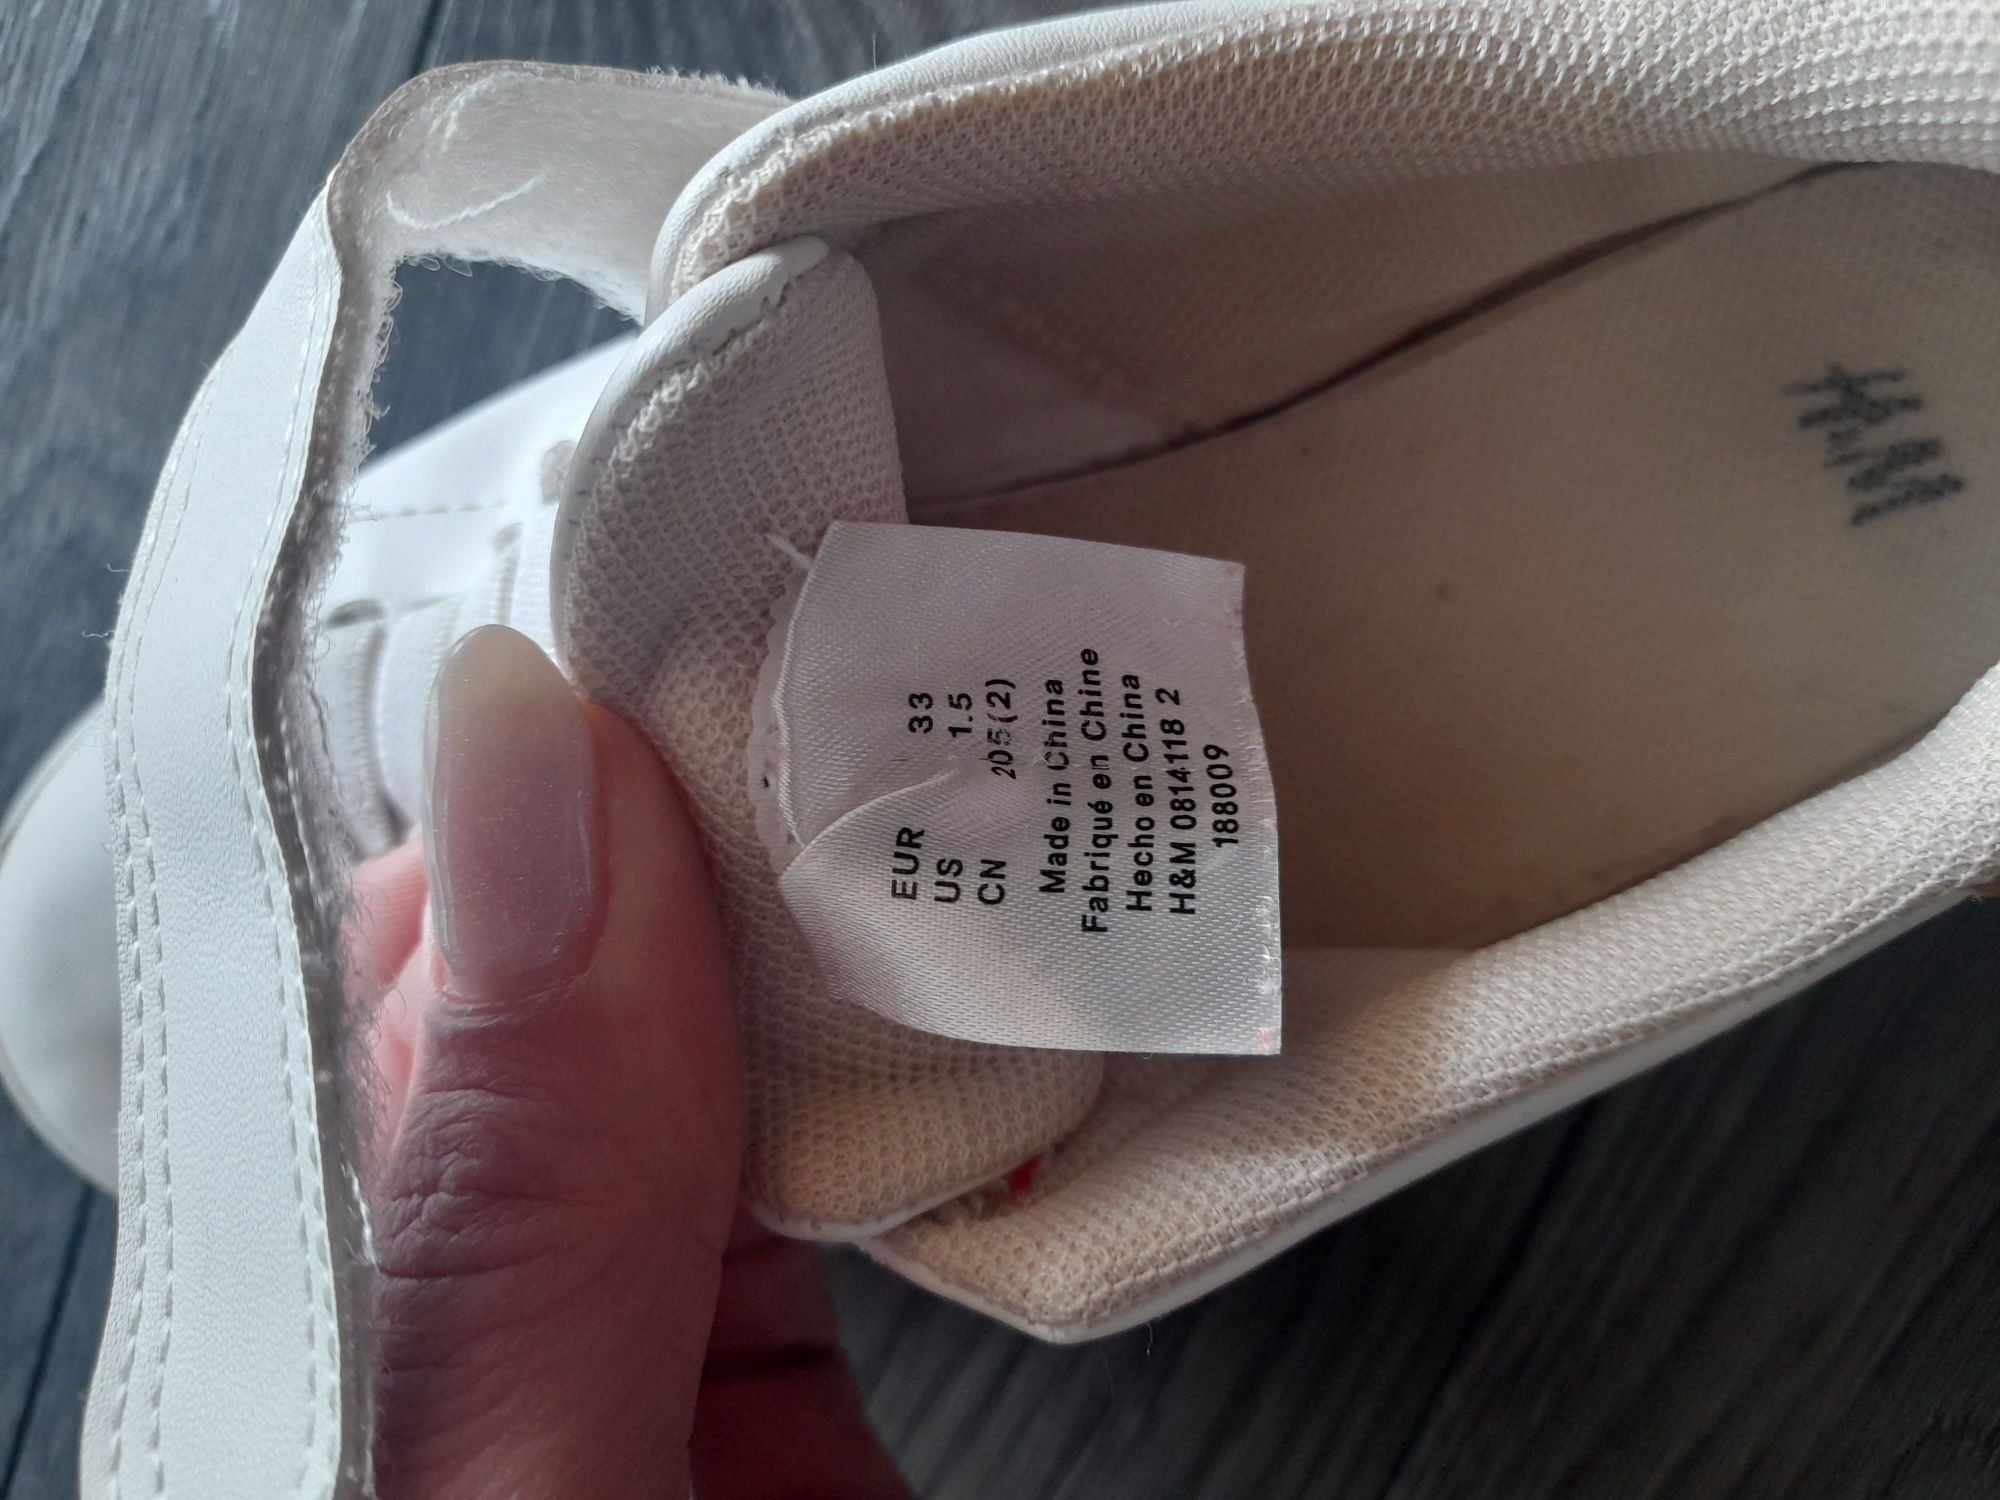 EUR 33
US 1.5
CN 205(2)
Made in China
Fabriqué en Chine
Hecho en China
H&M 0814118 2
188009
H&M